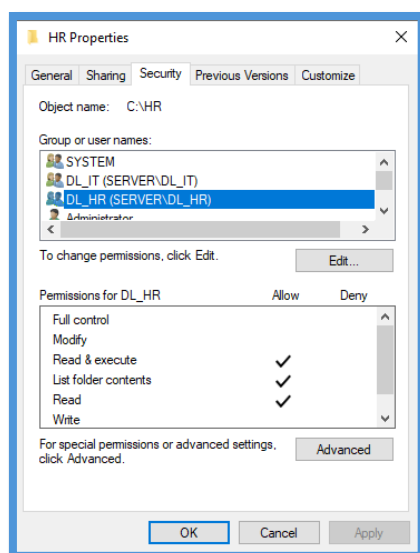 HR Properties
General Sharing Security Previous Versions Customize
Object name: C:\HR
Group or user names:
SYSTEM
DL_IT (SERVER\DL_IT)
DL_HR (SERVER\DL_HR)
Administrator
To change permissions, click Edit.
Edit...
Permissions for DL_HR Allow Deny
Full control
Modify
Read & execute
List folder contents
Read
Write
For special permissions or advanced settings,
click Advanced.
Advanced
OK Cancel Apply